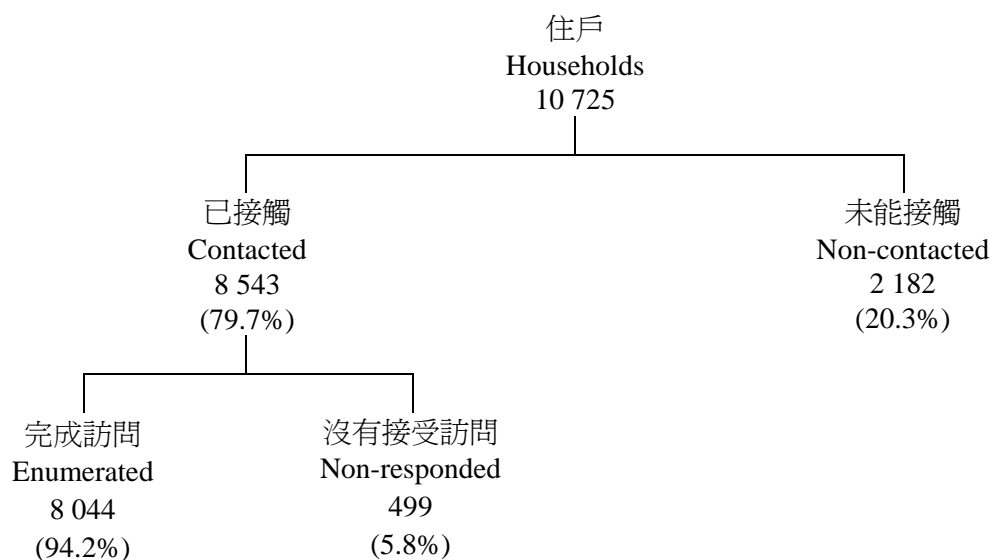 住戶
Households
10 725
已接觸
Contacted
8 543
(79.7%)
未能接觸
Non-contacted
2 182
(20.3%)
完成訪問
Enumerated
8 044
(94.2%)
沒有接受訪問
Non-responded
499
(5.8%)